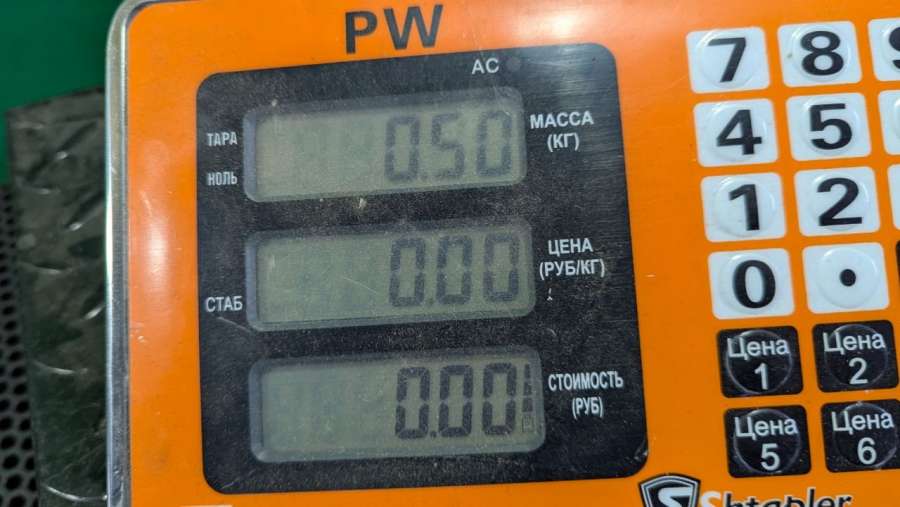 PW
AC
ТАРА
НОЛЬ
0.50
МАССА
(КГ)
СТАБ
0.00
ЦЕНА
(РУБ/КГ)
0.00
СТОИМОСТЬ
(РУБ)
7 8
4 5
1 2
0 .
Цена 1
Цена 2
Цена 5
Цена 6
Shtapler